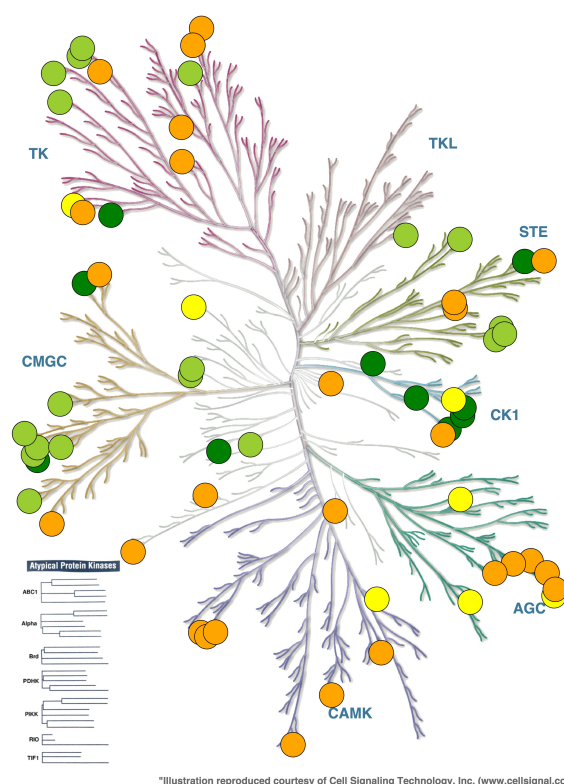 TK
TKL
STE
CMGC
CK1
Atypical Protein Kinases
ABC1
Alpha
Brd
PDHK
PIKK
RIO
TIF1
AGC
CAMK
"Illustration reproduced courtesy of Cell Signaling Technology, Inc. (www.cellsignal.co